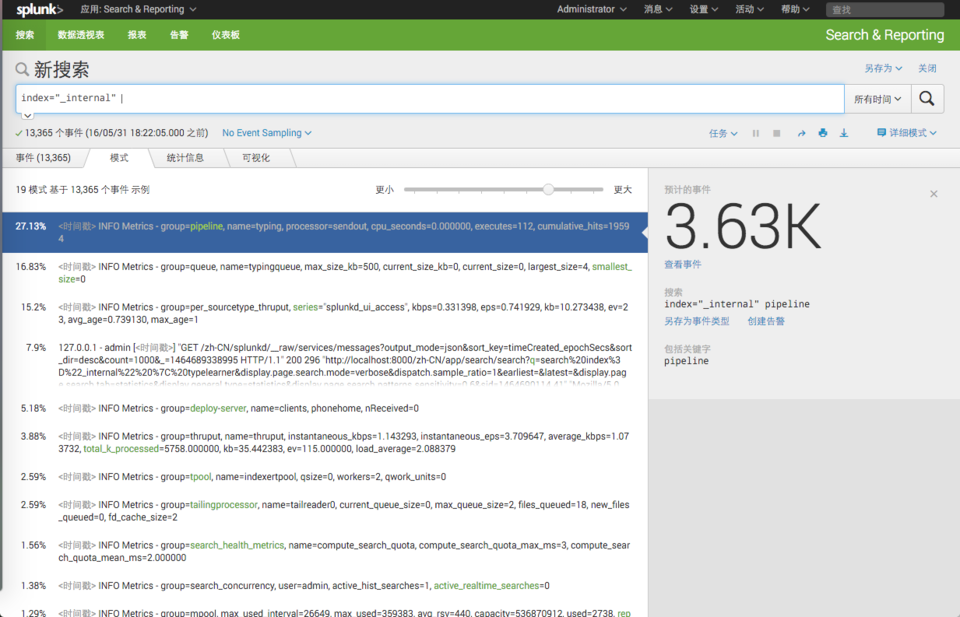 splunk> 应用: Search & Reporting Administrator 消息 设置 活动 帮助 查找
搜索 数据透视表 报表 告警 仪表板 Search & Reporting
新搜索 另存为 关闭
index="_internal" | 所有时间
13,365 个事件 (16/05/31 18:22:05.000 之前) No Event Sampling 任务 详细模式
事件 (13,365) 模式 统计信息 可视化
19 模式 基于 13,365 个事件 示例 更小 更大
27.13% <时间戳> INFO Metrics - group=pipeline, name=typing, processor=sendout, cpu_seconds=0.000000, executes=112, cumulative_hits=1959
4
16.83% <时间戳> INFO Metrics - group=queue, name=typingqueue, max_size_kb=500, current_size_kb=0, current_size=0, largest_size=4, smallest_
size=0
15.2% <时间戳> INFO Metrics - group=per_sourcetype_thruput, series="splunkd_ui_access", kbps=0.331398, eps=0.741929, kb=10.273438, ev=2
3, avg_age=0.739130, max_age=1
7.9% 127.0.0.1 - admin [<时间戳>] "GET /zh-CN/splunkd/__raw/services/messages?output_mode=json&sort_key=timeCreated_epochSecs&sort
_dir=desc&count=1000&_=1464689338995 HTTP/1.1" 200 296 "http://localhost:8000/zh-CN/app/search/search?q=search%20index%3
D%22_internal%22%20%7C%20typelearner&display.page.search.mode=verbose&dispatch.sample_ratio=1&earliest=&latest=&display.pag
5.18% <时间戳> INFO Metrics - group=deploy-server, name=clients, phonehome, nReceived=0
3.88% <时间戳> INFO Metrics - group=thruput, name=thruput, instantaneous_kbps=1.143293, instantaneous_eps=3.709647, average_kbps=1.07
3732, total_k_processed=5758.000000, kb=35.442383, ev=115.000000, load_average=2.088379
2.59% <时间戳> INFO Metrics - group=tpool, name=indexertpool, qsize=0, workers=2, qwork_units=0
2.59% <时间戳> INFO Metrics - group=tailingprocessor, name=tailreader0, current_queue_size=0, max_queue_size=2, files_queued=18, new_files
_queued=0, fd_cache_size=2
1.56% <时间戳> INFO Metrics - group=search_health_metrics, name=compute_search_quota, compute_search_quota_max_ms=3, compute_sear
ch_quota_mean_ms=2.000000
1.38% <时间戳> INFO Metrics - group=search_concurrency, user=admin, active_hist_searches=1, active_realtime_searches=0
1.29% <时间戳> INFO Metrics - group=mpool, max_used_interval=26649, max_used=359383, avg_rsv=440, capacity=536870912, used=2738, rep
预计的事件
3.63K
查看事件
搜索
index="_internal" pipeline
另存为事件类型 创建告警
包括关键字
pipeline